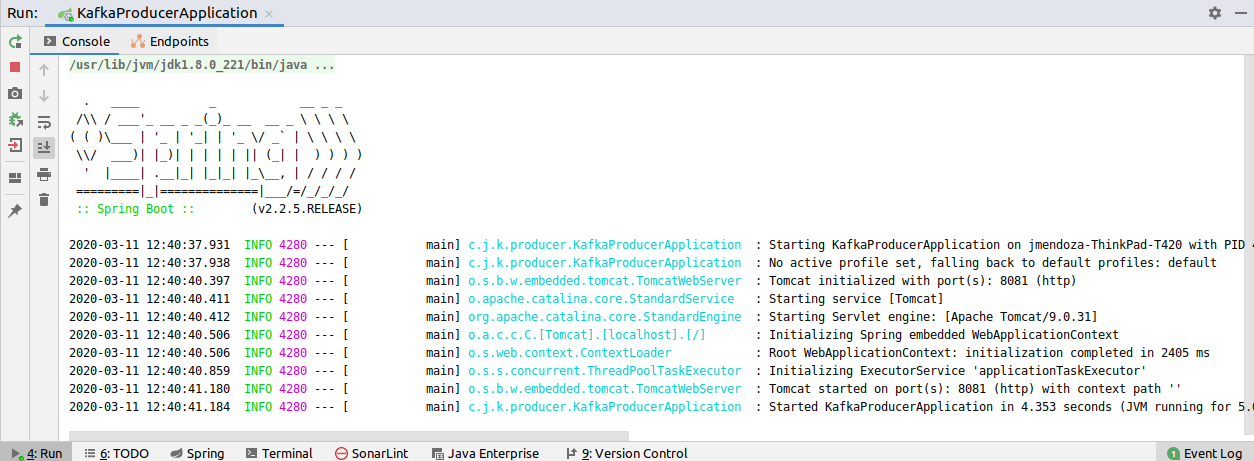 Run: KafkaProducerApplication
Console Endpoints
/usr/lib/jvm/jdk1.8.0_221/bin/java ...
  .   ____          _            __ _ _
 /\\ / ___'_ __ _ _(_)_ __  __ _ \ \ \ \
( ( )\___ | '_ | '_| | '_ \/ _` | \ \ \ \
 \\/  ___)| |_)| | | | | || (_| |  ) ) ) )
  '  |____| .__|_| |_|_| |_\__, | / / / /
 =========|_|==============|___/=/_/_/_/
 :: Spring Boot ::        (v2.2.5.RELEASE)
2020-03-11 12:40:37.931  INFO 4280 --- [           main] c.j.k.producer.KafkaProducerApplication  : Starting KafkaProducerApplication on jmendoza-ThinkPad-T420 with PID
2020-03-11 12:40:37.938  INFO 4280 --- [           main] c.j.k.producer.KafkaProducerApplication  : No active profile set, falling back to default profiles: default
2020-03-11 12:40:40.397  INFO 4280 --- [           main] o.s.b.w.embedded.tomcat.TomcatWebServer  : Tomcat initialized with port(s): 8081 (http)
2020-03-11 12:40:40.411  INFO 4280 --- [           main] o.apache.catalina.core.StandardService   : Starting service [Tomcat]
2020-03-11 12:40:40.412  INFO 4280 --- [           main] org.apache.catalina.core.StandardEngine  : Starting Servlet engine: [Apache Tomcat/9.0.31]
2020-03-11 12:40:40.506  INFO 4280 --- [           main] o.a.c.c.C.[Tomcat].[localhost].[/]       : Initializing Spring embedded WebApplicationContext
2020-03-11 12:40:40.506  INFO 4280 --- [           main] o.s.web.context.ContextLoader            : Root WebApplicationContext: initialization completed in 2405 ms
2020-03-11 12:40:40.859  INFO 4280 --- [           main] o.s.s.concurrent.ThreadPoolTaskExecutor  : Initializing ExecutorService 'applicationTaskExecutor'
2020-03-11 12:40:41.180  INFO 4280 --- [           main] o.s.b.w.embedded.tomcat.TomcatWebServer  : Tomcat started on port(s): 8081 (http) with context path ''
2020-03-11 12:40:41.184  INFO 4280 --- [           main] c.j.k.producer.KafkaProducerApplication  : Started KafkaProducerApplication in 4.353 seconds (JVM running for 5.
4: Run 6: TODO Spring Terminal SonarLint Java Enterprise 9: Version Control 1 Event Log